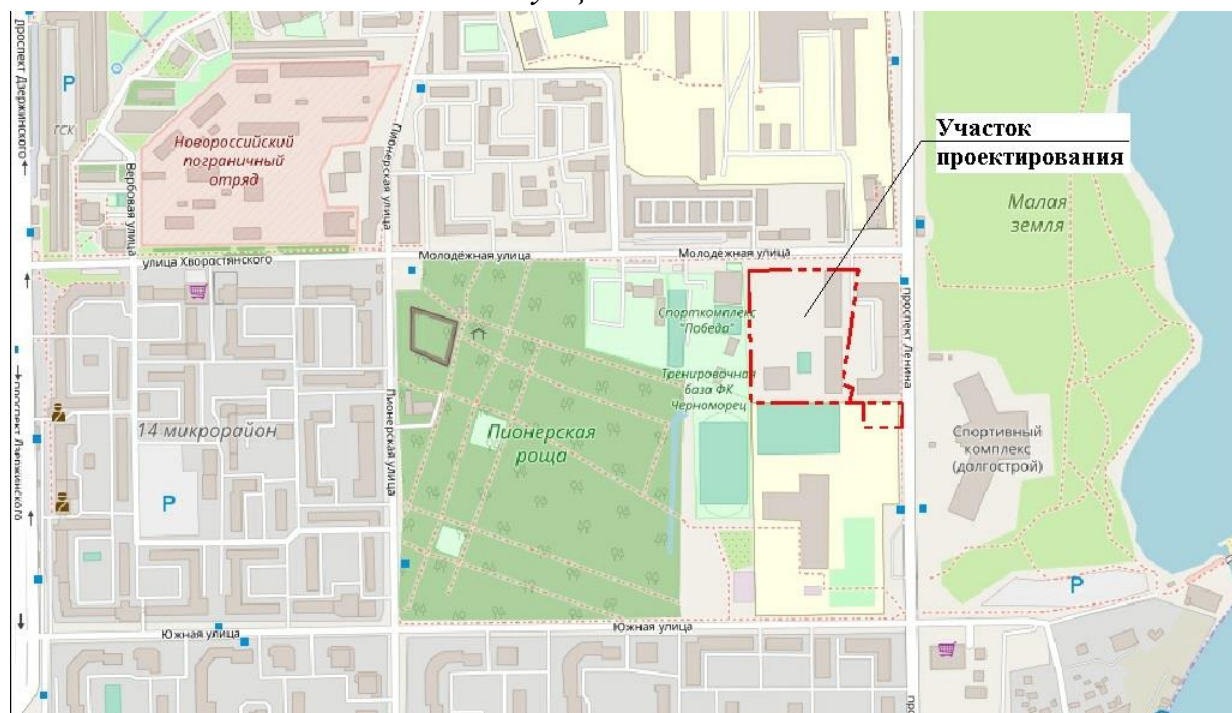 проспект Дзержинского
P
ГСК
Вербовая улица
Новороссийский
пограничный
отряд
Пионерская улица
Участок
проектирования
Малая
земля
улица Хворостянского
Молодёжная улица
Молодёжная улица
Спорткомплекс
"Победа"
Тренировочная
база ФК
Черноморец
проспект Ленина
проспект Дзержинского
14 микрорайон
P
Пионерская улица
Пионерская
роща
Спортивный
комплекс
(долгострой)
P
Южная улица
Южная улица